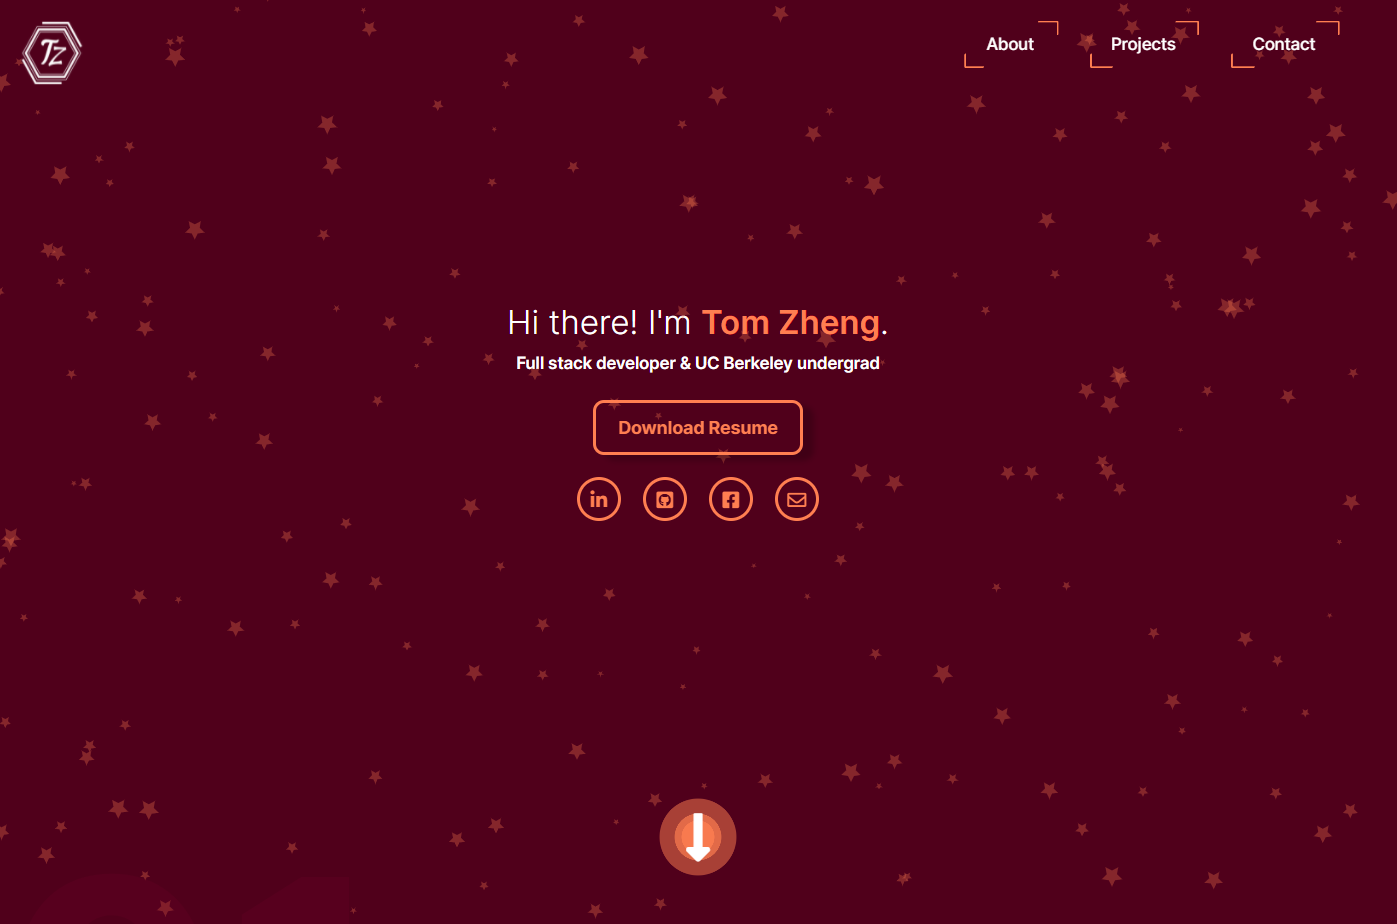 TZ
About Projects Contact
Hi there! I'm Tom Zheng.
Full stack developer & UC Berkeley undergrad
Download Resume
in